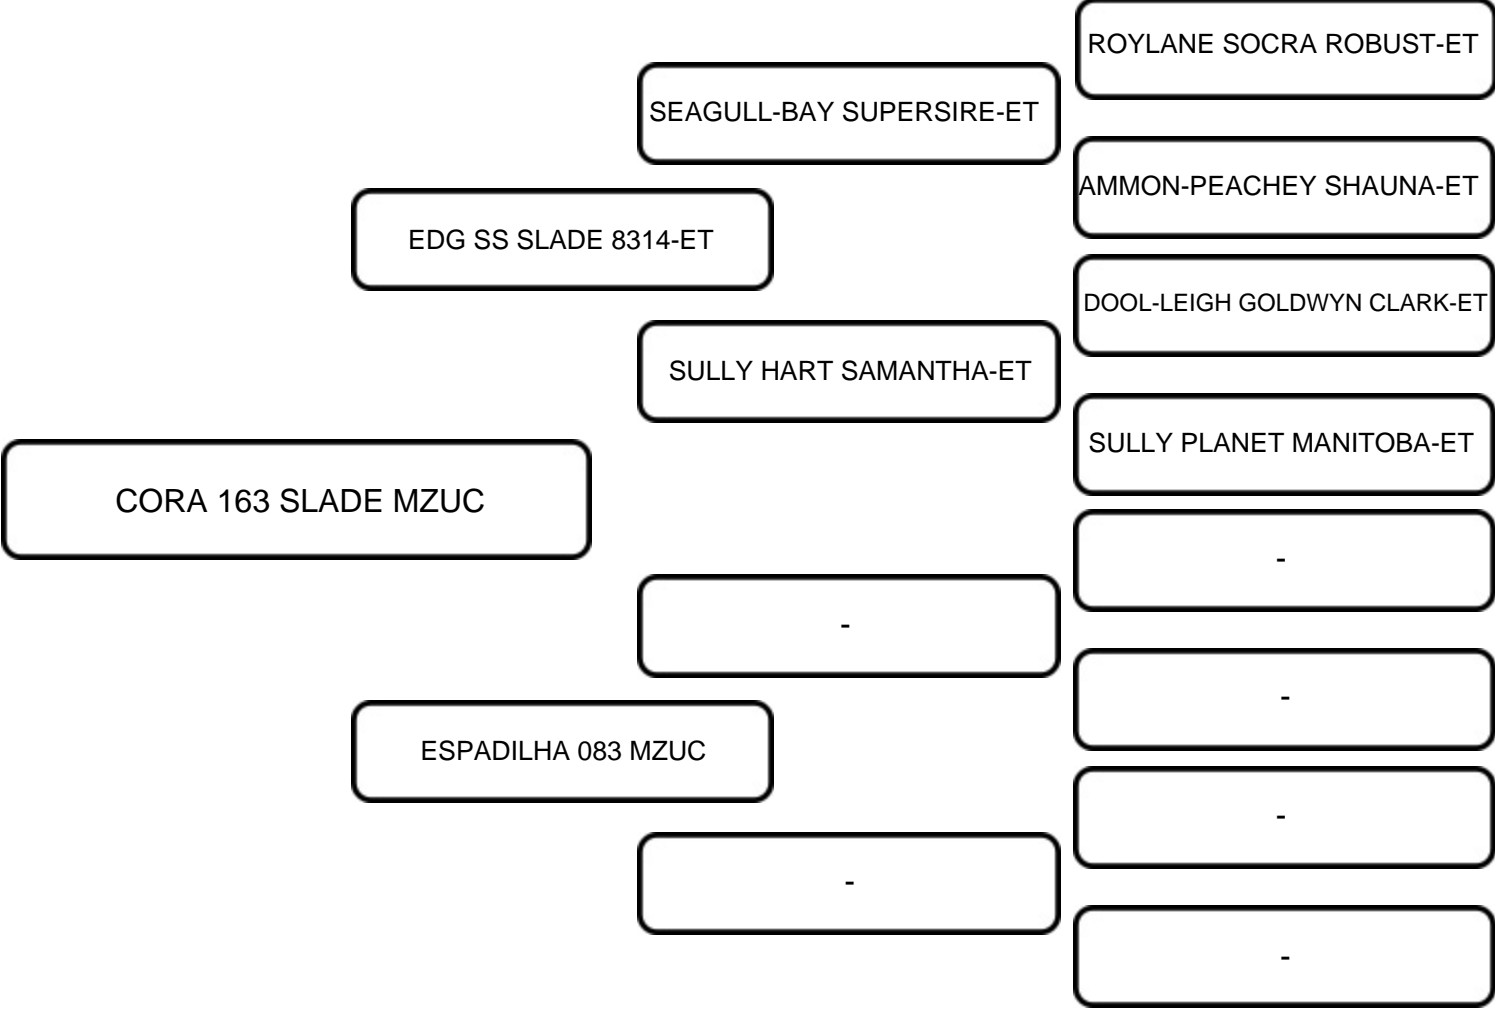 ROYLANE SOCRA ROBUST-ET
SEAGULL-BAY SUPERSIRE-ET
AMMON-PEACHEY SHAUNA-ET
EDG SS SLADE 8314-ET
DOOL-LEIGH GOLDWYN CLARK-ET
SULLY HART SAMANTHA-ET
SULLY PLANET MANITOBA-ET
CORA 163 SLADE MZUC
-
-
-
ESPADILHA 083 MZUC
-
-
-